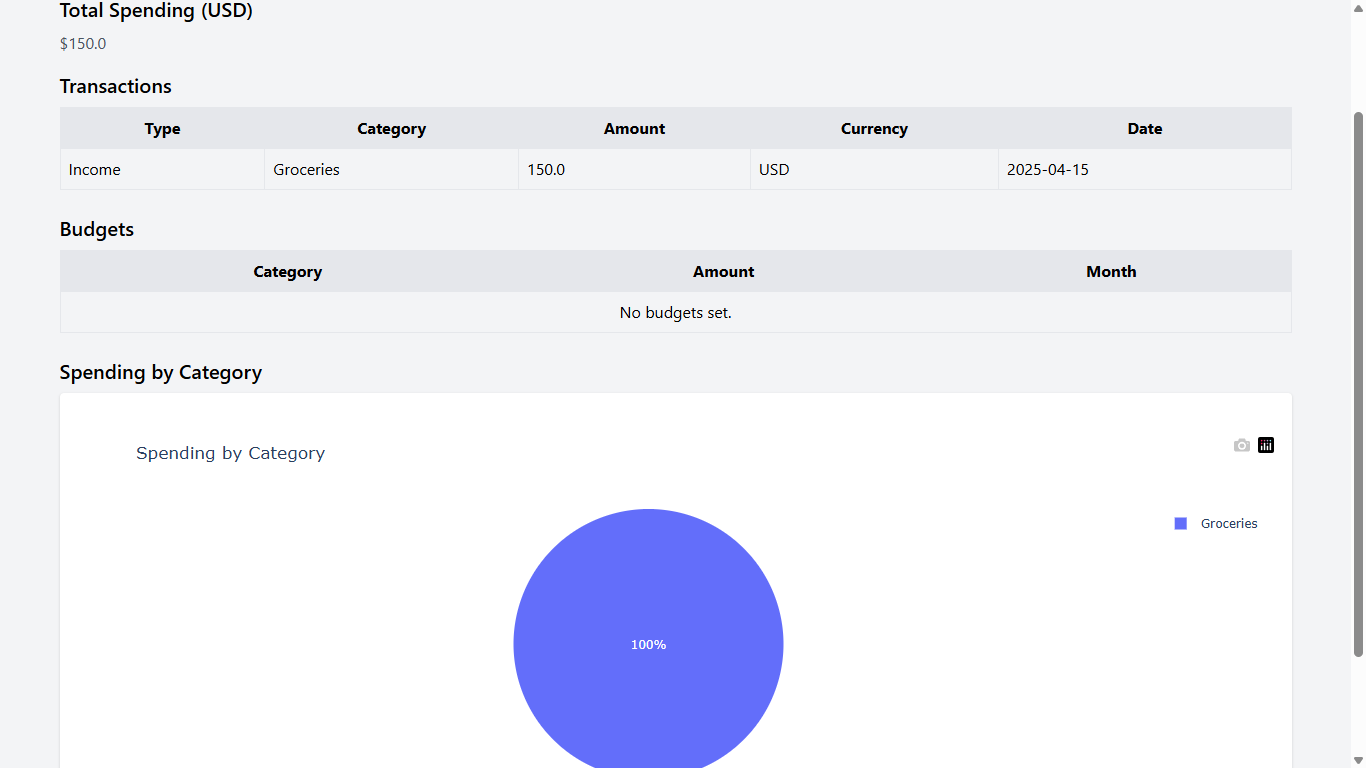 Total Spending (USD)
$150.0
Transactions
Type Category Amount Currency Date
Income Groceries 150.0 USD 2025-04-15
Budgets
Category Amount Month
No budgets set.
Spending by Category
Spending by Category
Groceries
100%